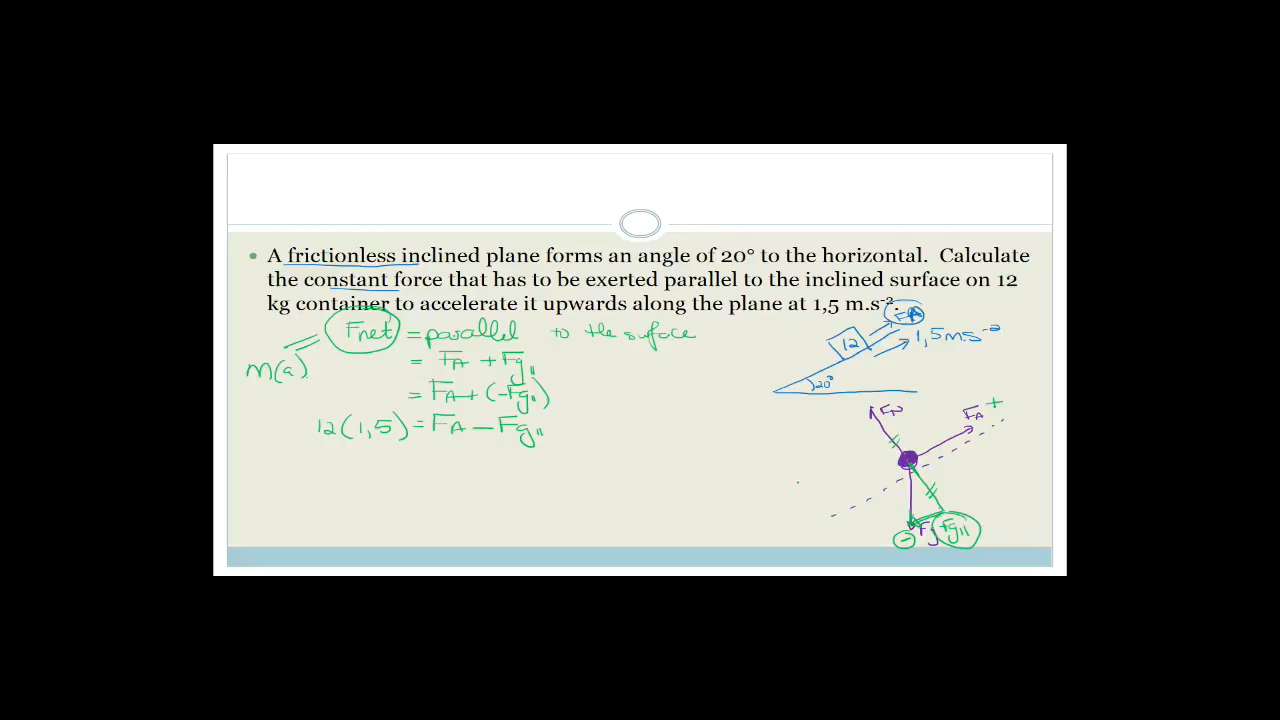 A frictionless inclined plane forms an angle of 20° to the horizontal. Calculate
the constant force that has to be exerted parallel to the inclined surface on 12
kg container to accelerate it upwards along the plane at 1,5 m.s⁻².
Fnet = parallel to the surface
m(a)
= FA + Fg||
= FA + (-Fg||)
12(1,5) = FA - Fg||
FA
12
1,5 m.s⁻²
20°
FN
FA +
Fg
Fg||
-